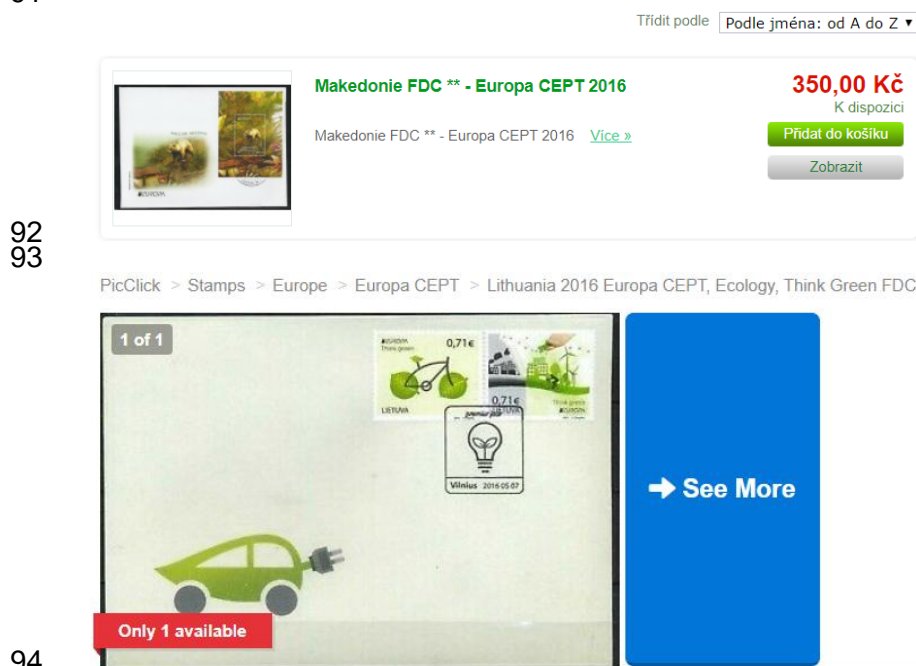 Třídit podle Podle jména: od A do Z
Makedonie FDC ** - Europa CEPT 2016
350,00 Kč
K dispozici
Makedonie FDC ** - Europa CEPT 2016 Více »
Přidat do košíku
Zobrazit
EUROPA
92
93
PicClick > Stamps > Europe > Europa CEPT > Lithuania 2016 Europa CEPT, Ecology, Think Green FDC
1 of 1
EUROPA
Think green
0,71€
LIETUVA
0,71€
LIETUVA
Think green
EUROPA
Vilnius 2016 05 07
See More
Only 1 available
94